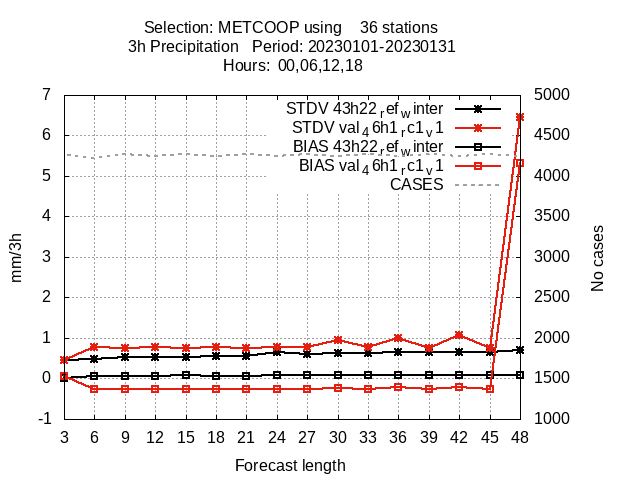 Selection: METCOOP using    36 stations
3h Precipitation   Period: 20230101-20230131
Hours:  00,06,12,18
7
6
5
4
3
2
1
0
-1
mm/3h
STDV 43h22_ref_winter
STDV val_46h1_rc1_v1
BIAS 43h22_ref_winter
BIAS val_46h1_rc1_v1
CASES
5000
4500
4000
3500
3000
2500
2000
1500
1000
No cases
3 6 9 12 15 18 21 24 27 30 33 36 39 42 45 48
Forecast length